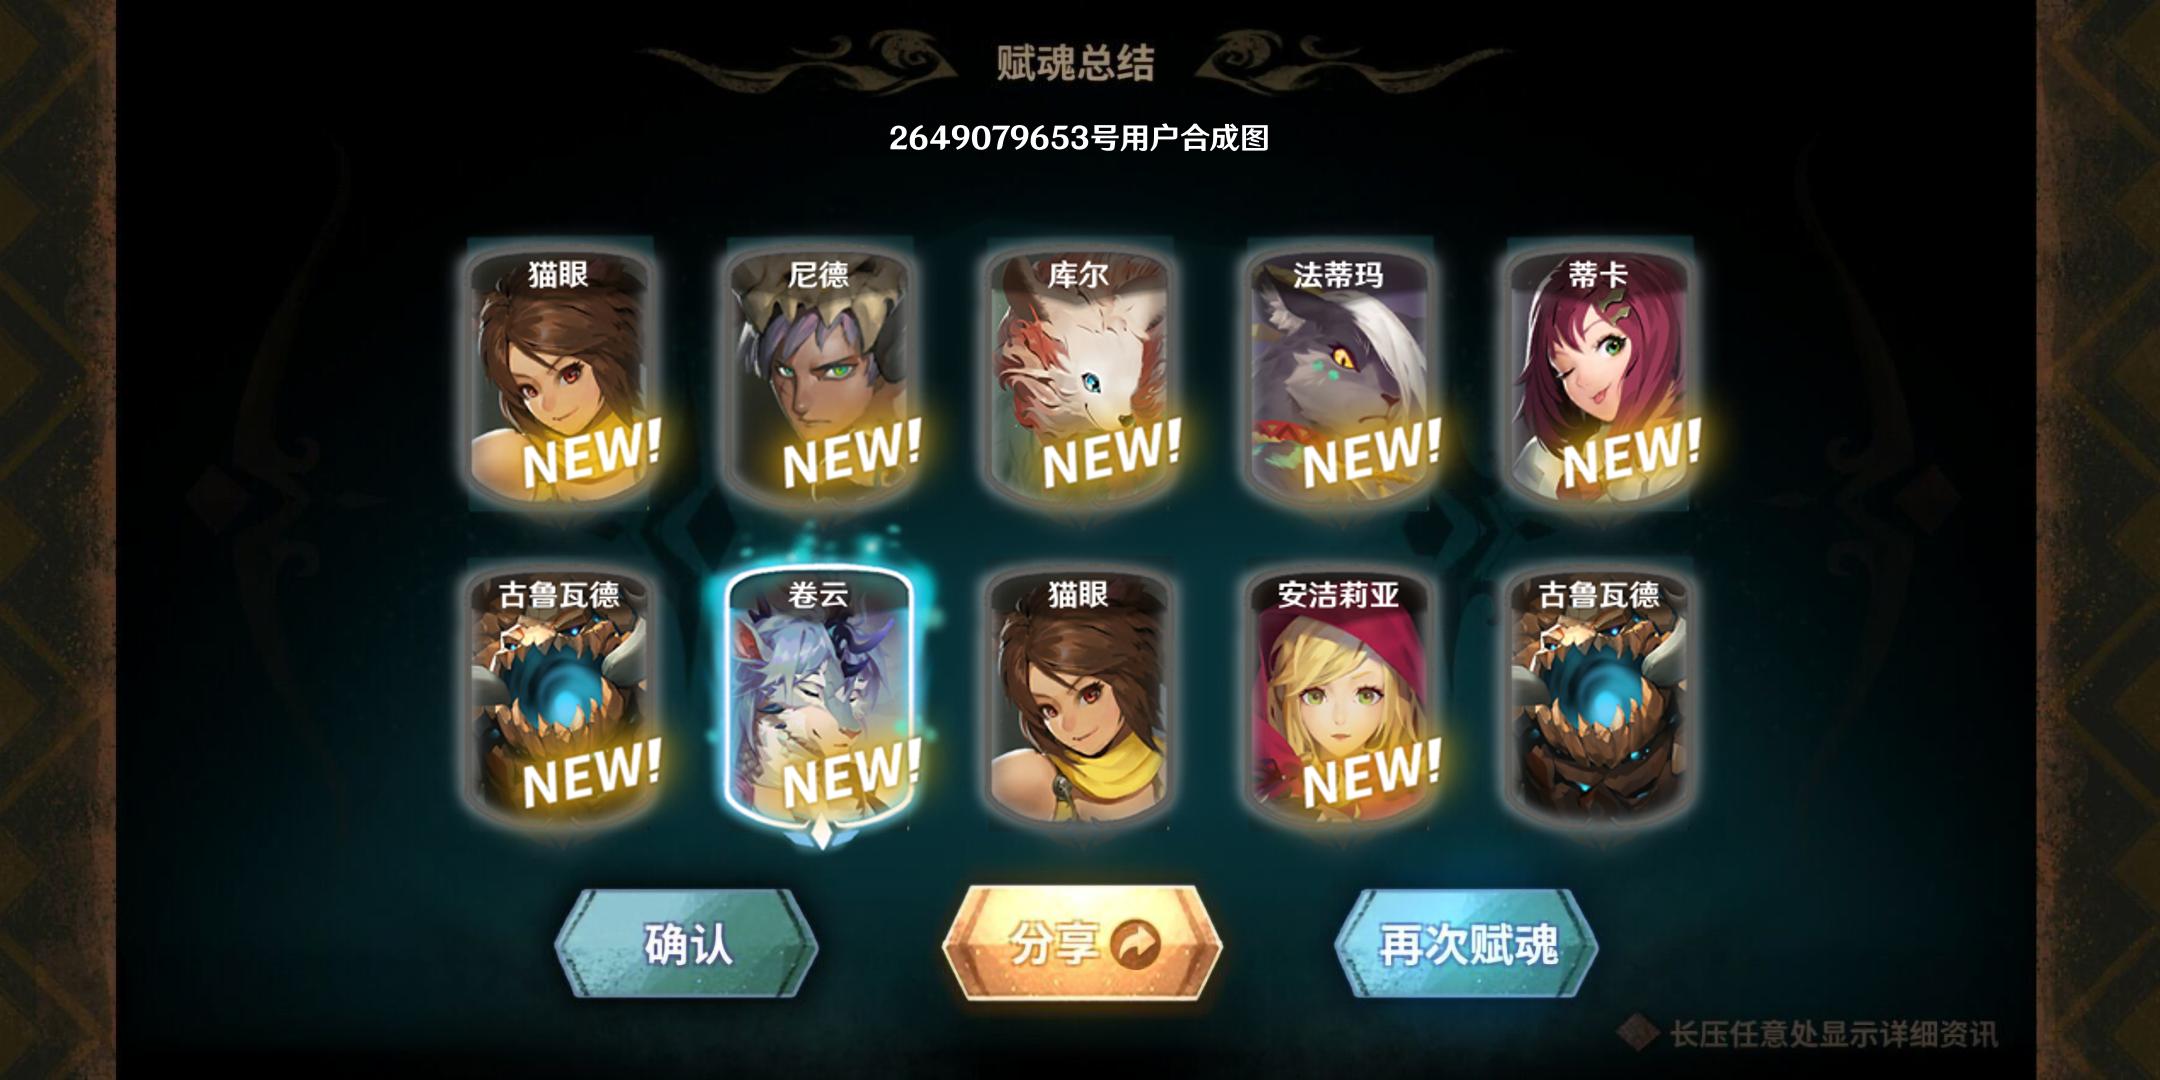 赋魂总结
2649079653号用户合成图
猫眼
尼德
库尔
法蒂玛
蒂卡
NEW!
NEW!
NEW!
NEW!
NEW!
古鲁瓦德
卷云
猫眼
安洁莉亚
古鲁瓦德
NEW!
NEW!
NEW!
确认
分享
再次赋魂
长压任意处显示详细资讯